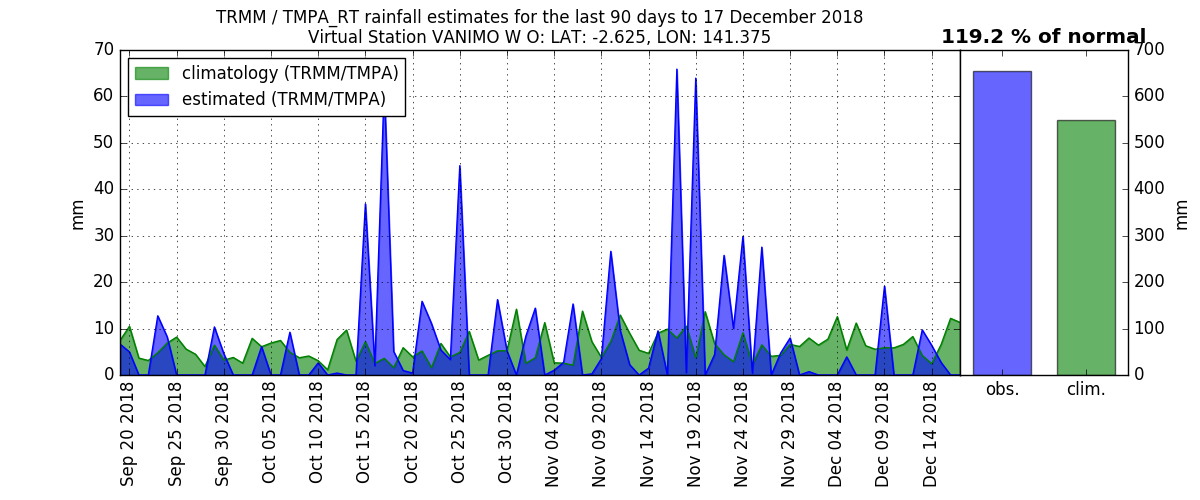 TRMM / TMPA_RT rainfall estimates for the last 90 days to 17 December 2018
Virtual Station VANIMO W O: LAT: -2.625, LON: 141.375
119.2 % of normal
climatology (TRMM/TMPA)
estimated (TRMM/TMPA)
70
60
50
40
30
20
10
0
mm
Sep 20 2018
Sep 25 2018
Sep 30 2018
Oct 05 2018
Oct 10 2018
Oct 15 2018
Oct 20 2018
Oct 25 2018
Oct 30 2018
Nov 04 2018
Nov 09 2018
Nov 14 2018
Nov 19 2018
Nov 24 2018
Nov 29 2018
Dec 04 2018
Dec 09 2018
Dec 14 2018
obs.
clim.
700
600
500
400
300
200
100
0
mm